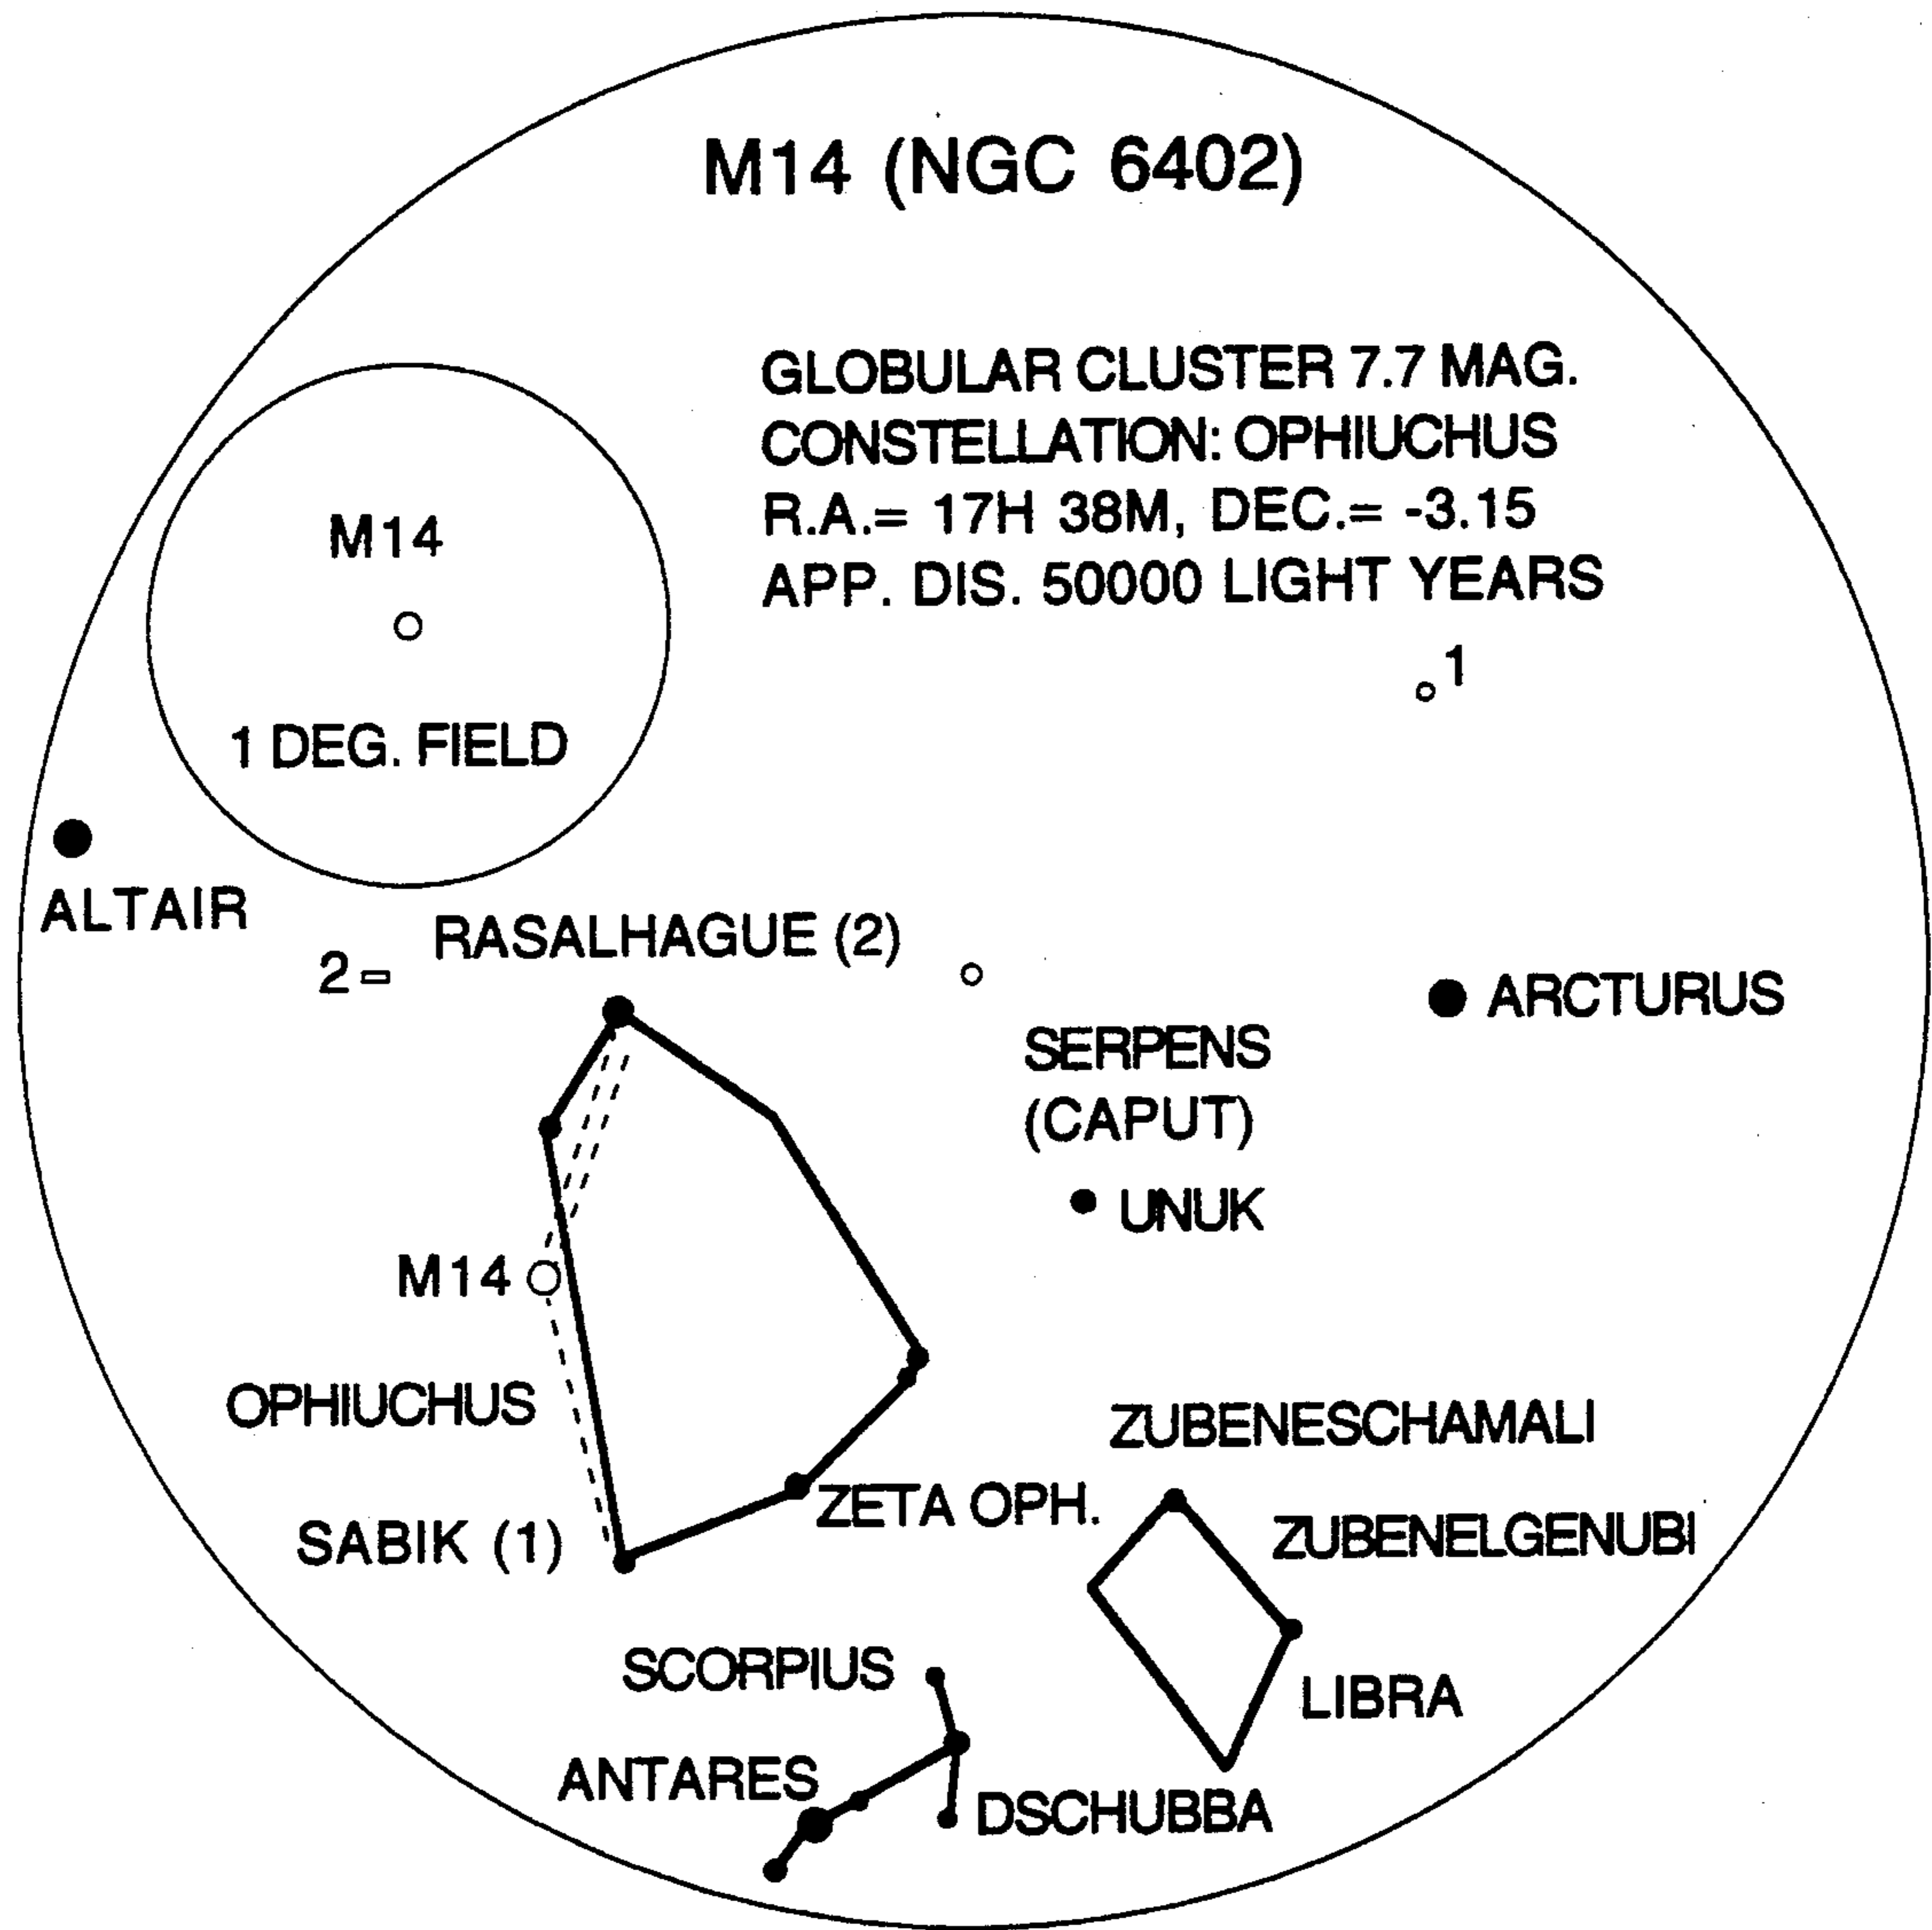 M14 (NGC 6402)
GLOBULAR CLUSTER 7.7 MAG.
CONSTELLATION: OPHIUCHUS
R.A.= 17H 38M, DEC.= -3.15
APP. DIS. 50000 LIGHT YEARS
M14
1 DEG. FIELD
1
ALTAIR
RASALHAGUE (2)
2=
ARCTURUS
SERPENS
(CAPUT)
UNUK
M14
OPHIUCHUS
ZUBENESCHAMALI
ZETA OPH.
ZUBENELGENUBI
SABIK (1)
SCORPIUS
LIBRA
ANTARES
DSCHUBBA